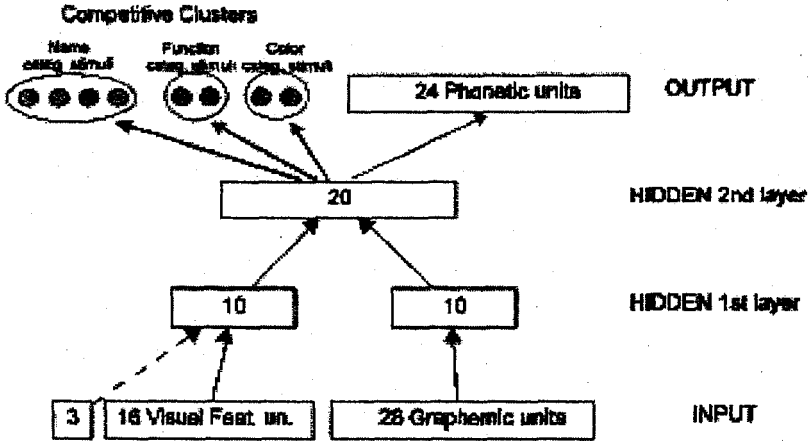 Competitive Clusters
Name Function Color
categ. stimuli categ. stimuli categ. stimuli
24 Phonetic units OUTPUT
20 HIDDEN 2nd layer
10 10 HIDDEN 1st layer
3 16 Visual Feat. un. 28 Graphemic units INPUT